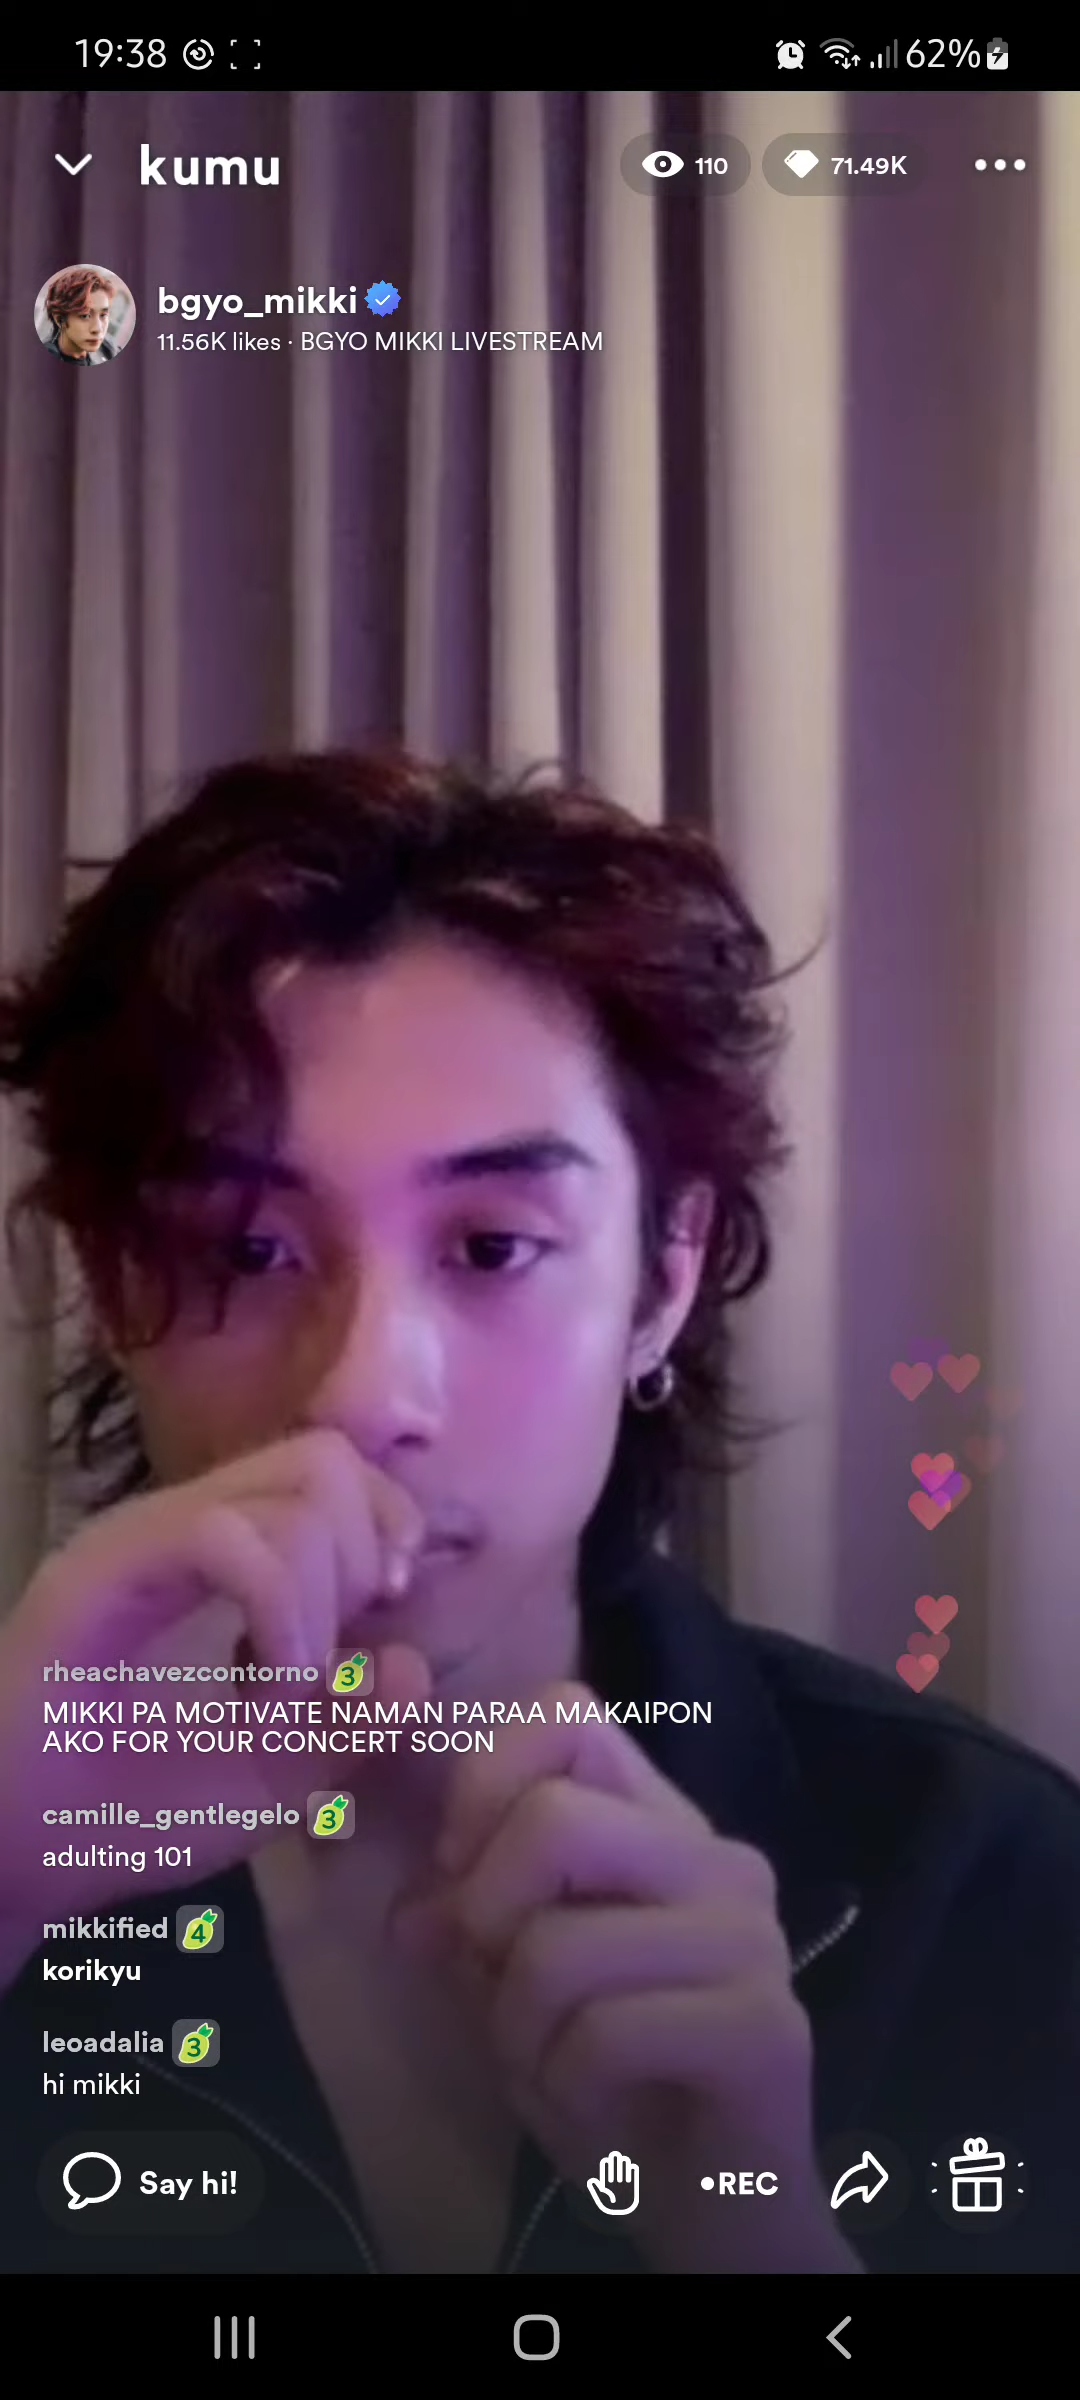 19:38
62%
kumu
110
71.49K
bgyo_mikki
11.56K likes · BGYO MIKKI LIVESTREAM
rheachavezcontorno 3
MIKKI PA MOTIVATE NAMAN PARAA MAKAIPON
AKO FOR YOUR CONCERT SOON
camille_gentlegelo 3
adulting 101
mikkified 4
korikyu
leoadalia 3
hi mikki
Say hi!
•REC